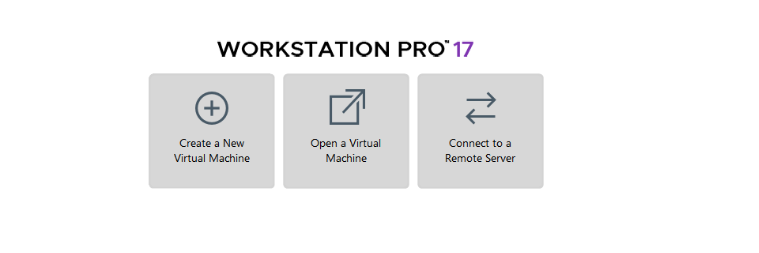 WORKSTATION PRO™ 17
Create a New
Virtual Machine
Open a Virtual
Machine
Connect to a
Remote Server